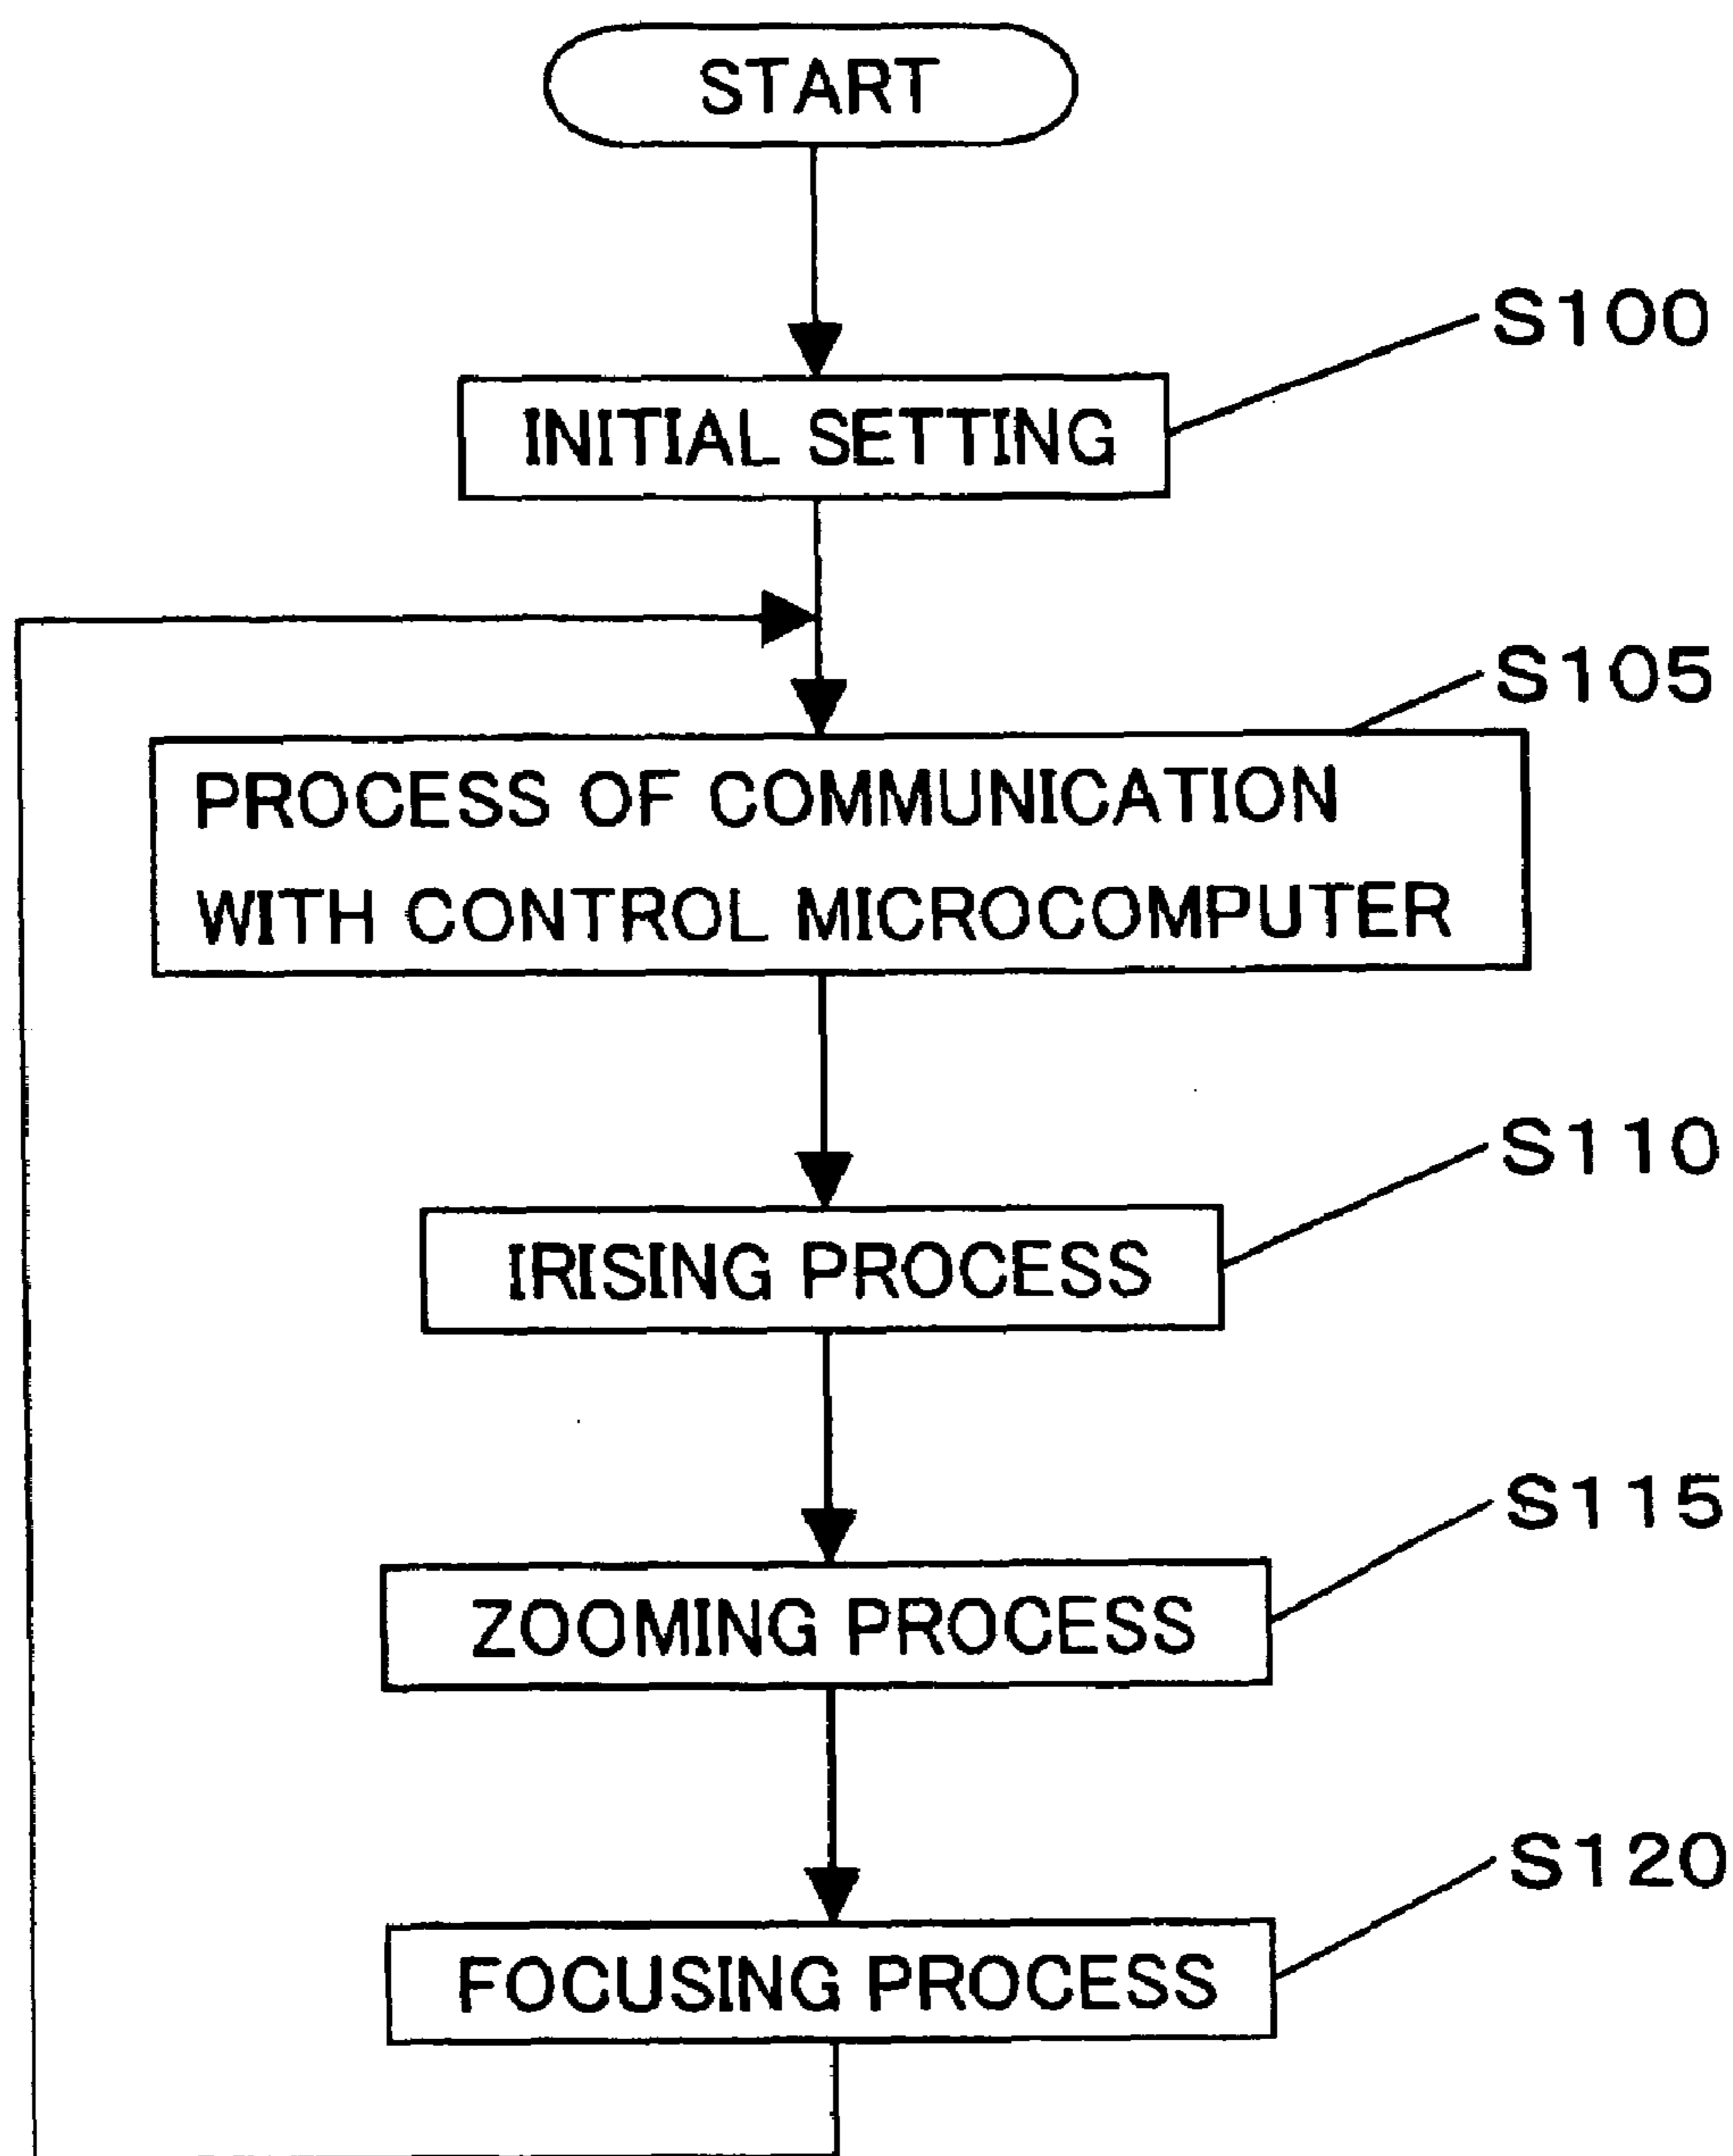 START
S100
INITIAL SETTING
S105
PROCESS OF COMMUNICATION
WITH CONTROL MICROCOMPUTER
S110
IRISING PROCESS
S115
ZOOMING PROCESS
S120
FOCUSING PROCESS